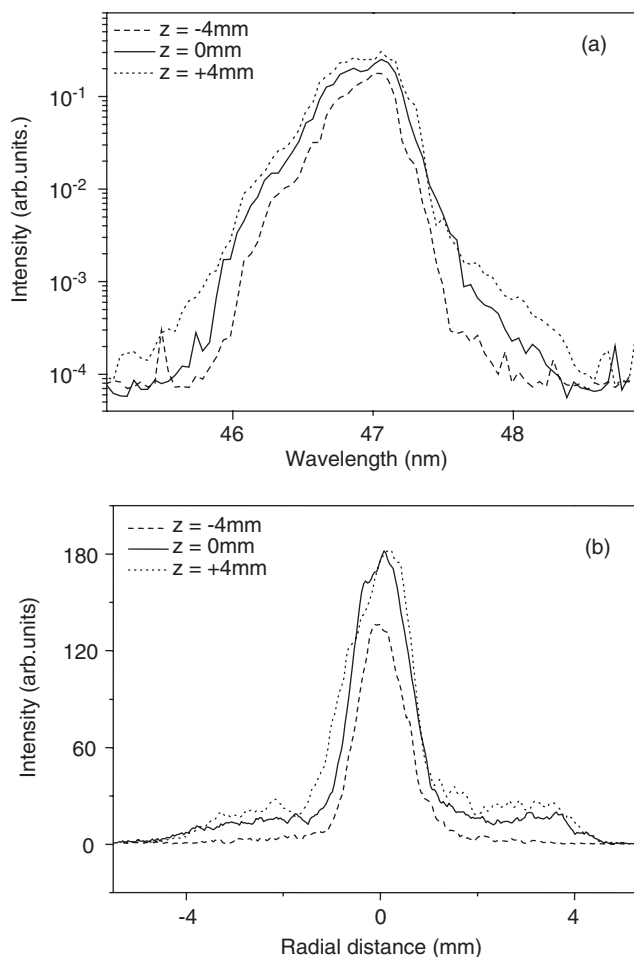 z = -4mm
z = 0mm
z = +4mm
(a)
10-1
10-2
10-3
10-4
Intensity (arb.units.)
46 47 48
Wavelength (nm)
z = -4mm
z = 0mm
z = +4mm
(b)
180
120
60
0
Intensity (arb.units)
-4 0 4
Radial distance (mm)